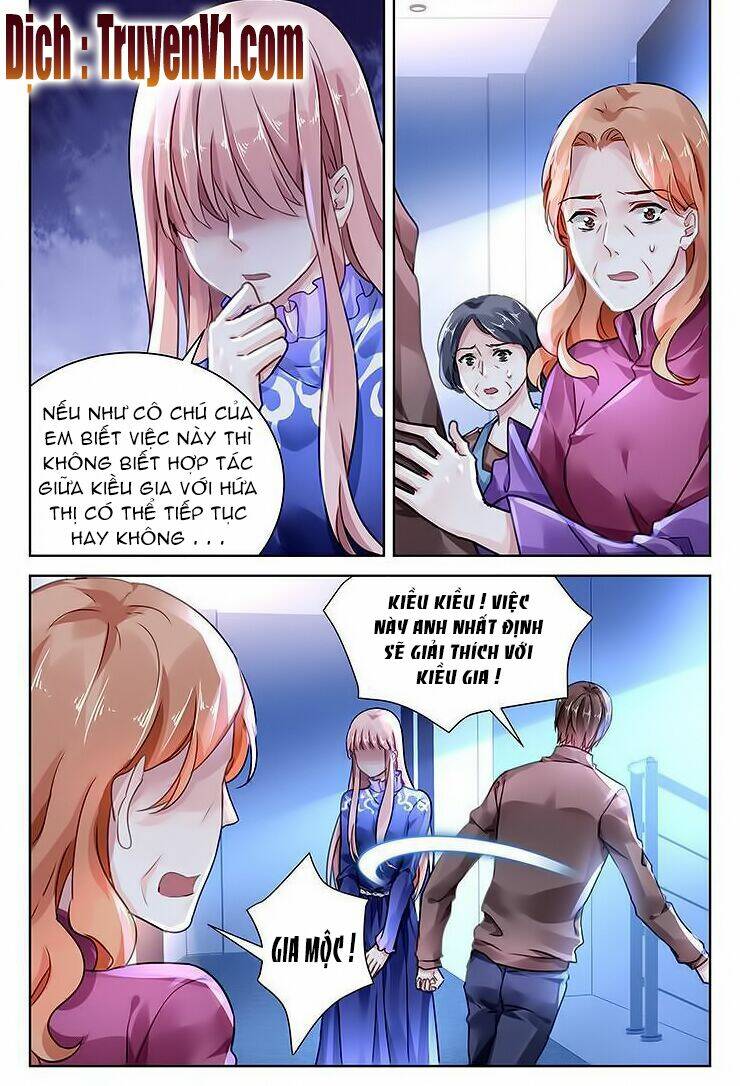 Dịch : TruyenV1.com
NẾU NHƯ CÔ CHÚ CỦA
EM BIẾT VIỆC NÀY THÌ
KHÔNG BIẾT HỢP TÁC
GIỮA KIỀU GIA VỚI HỨA
THỊ CÓ THỂ TIẾP TỤC
HAY KHÔNG . . .
KIỀU KIỀU ! VIỆC
NÀY ANH NHẤT ĐỊNH
SẼ GIẢI THÍCH VỚI
KIỀU GIA !
GIA MỘC !